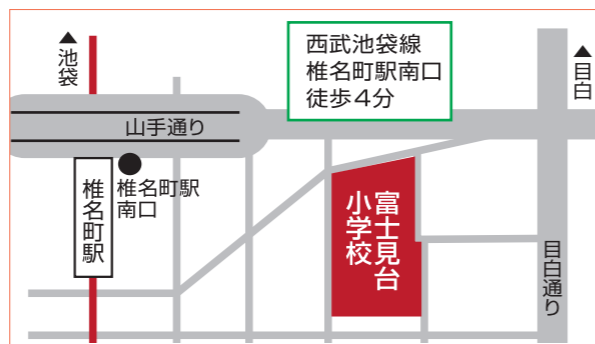 ▲池袋
西武池袋線
椎名町駅南口
徒歩4分
▲目白
山手通り
椎名町駅
南口
椎名町駅
富士見台
小学校
目白通り